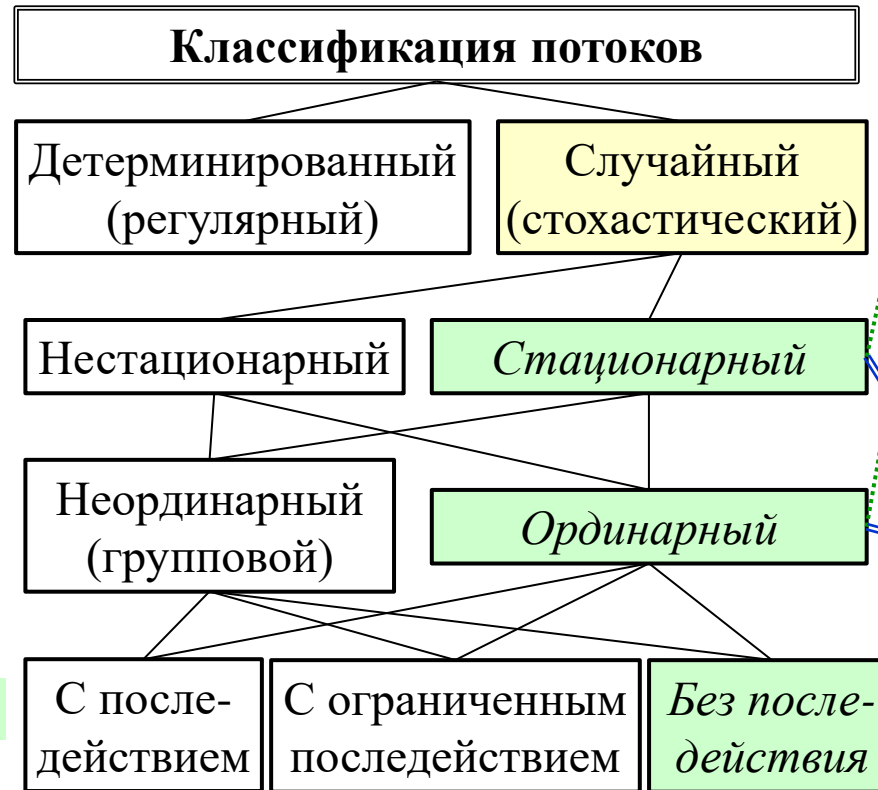 Классификация потоков
Детерминированный
(регулярный)
Случайный
(стохастический)
Нестационарный
Стационарный
Неординарный
(групповой)
Ординарный
С после-
действием
С ограниченным
последействием
Без после-
действия